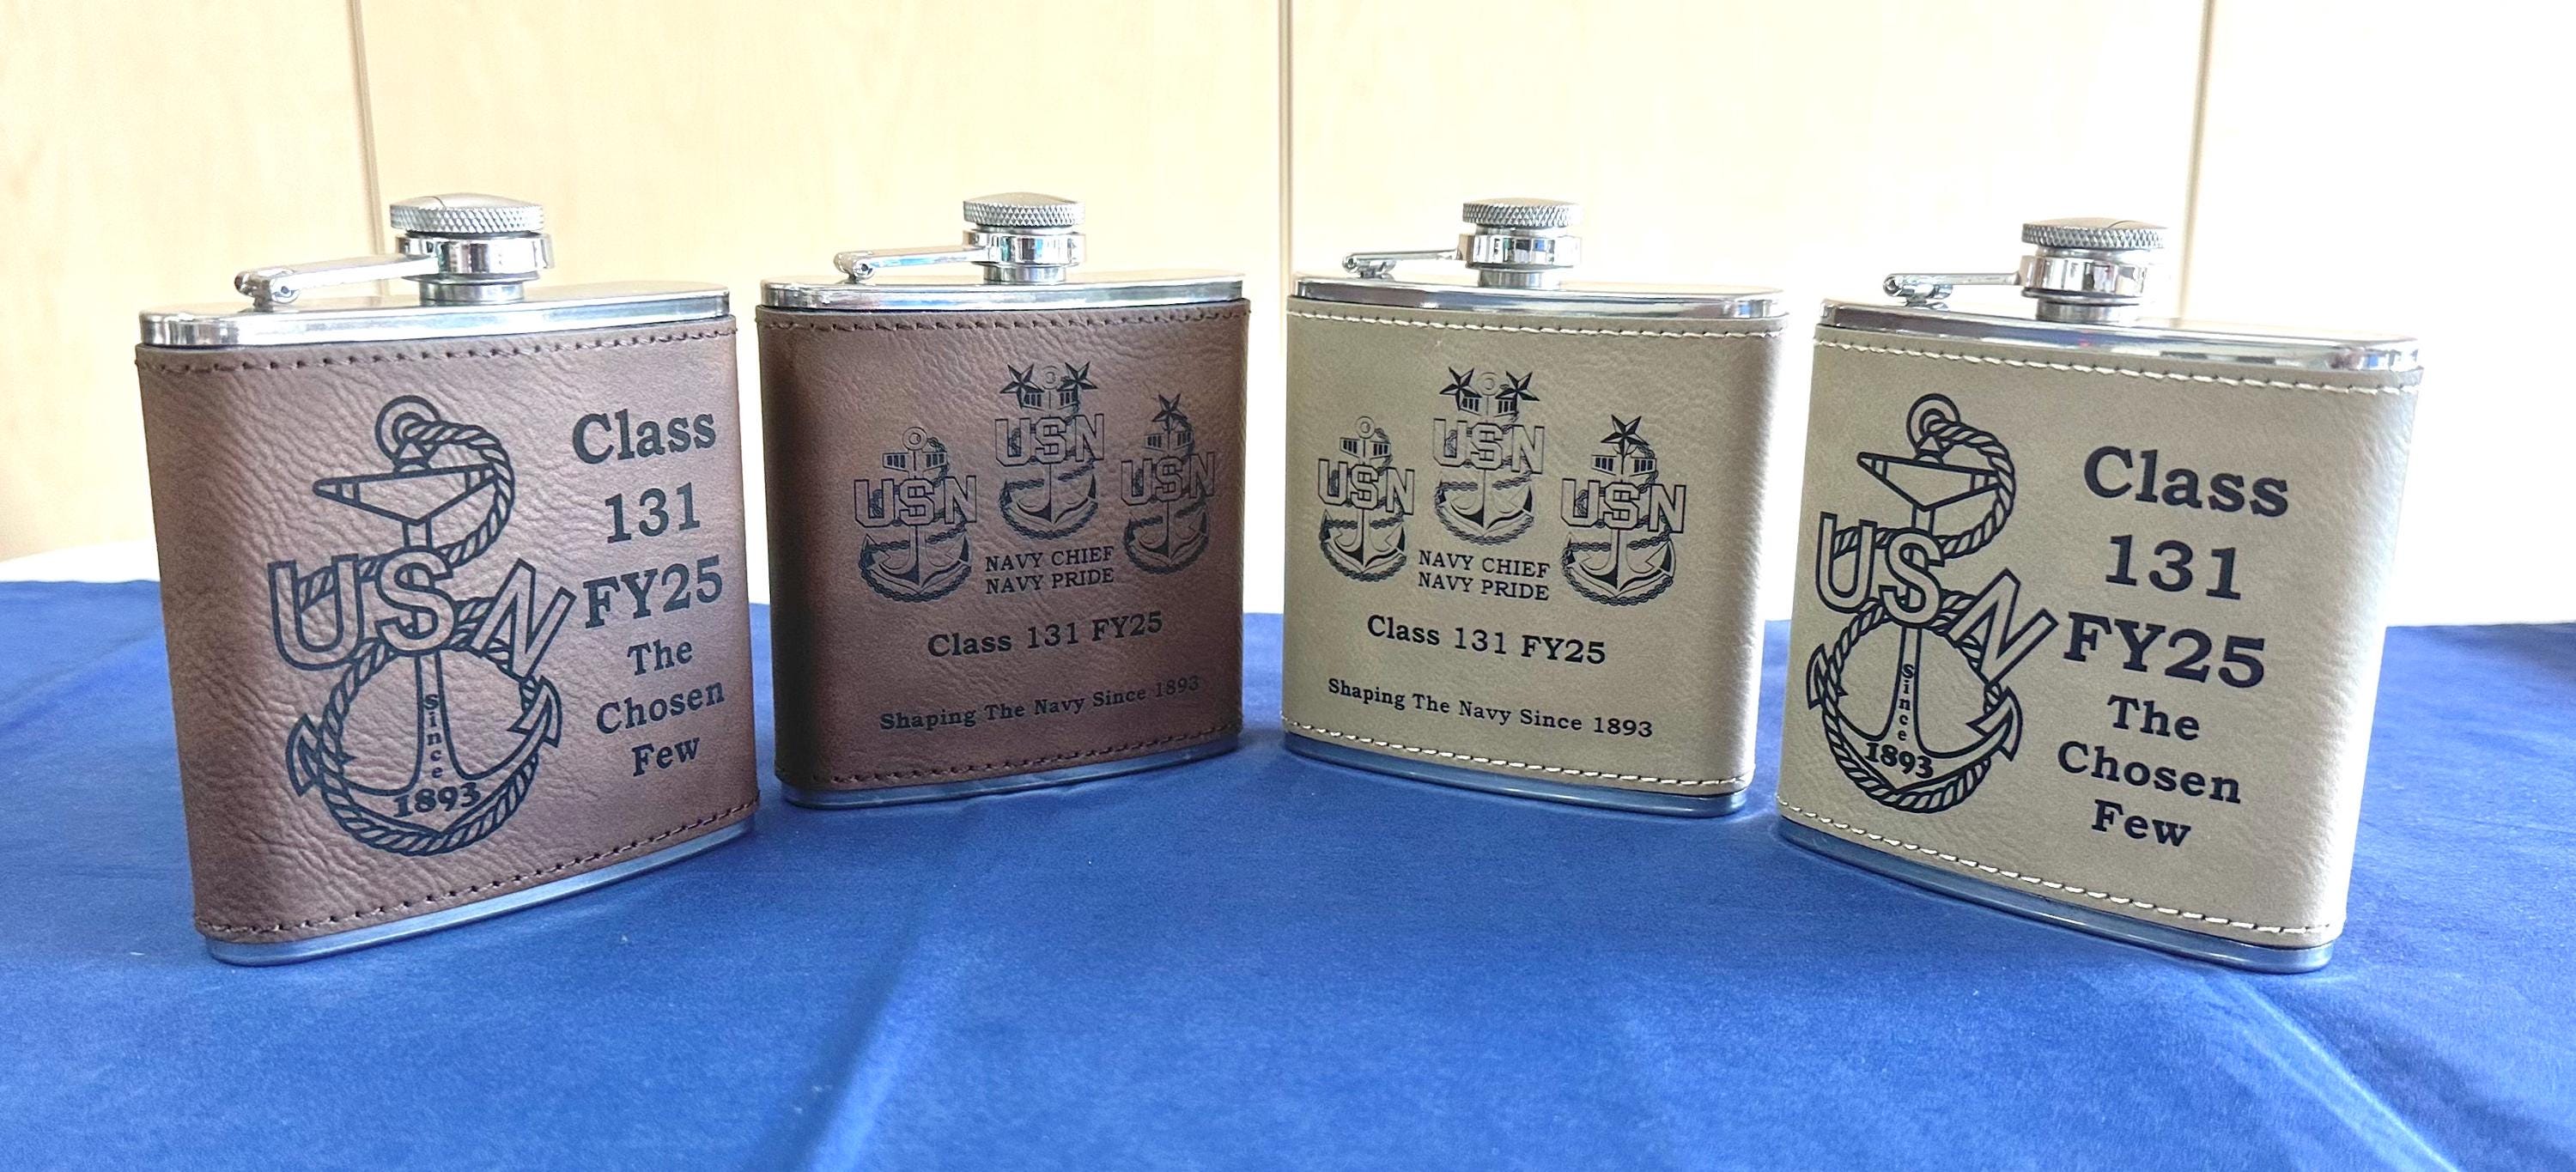 USN
Since
1893
Class
131
FY25
The
Chosen
Few
USN
USN
USN
NAVY CHIEF
NAVY PRIDE
Class 131 FY25
Shaping The Navy Since 1893
USN
USN
USN
NAVY CHIEF
NAVY PRIDE
Class 131 FY25
Shaping The Navy Since 1893
USN
Since
1893
Class
131
FY25
The
Chosen
Few